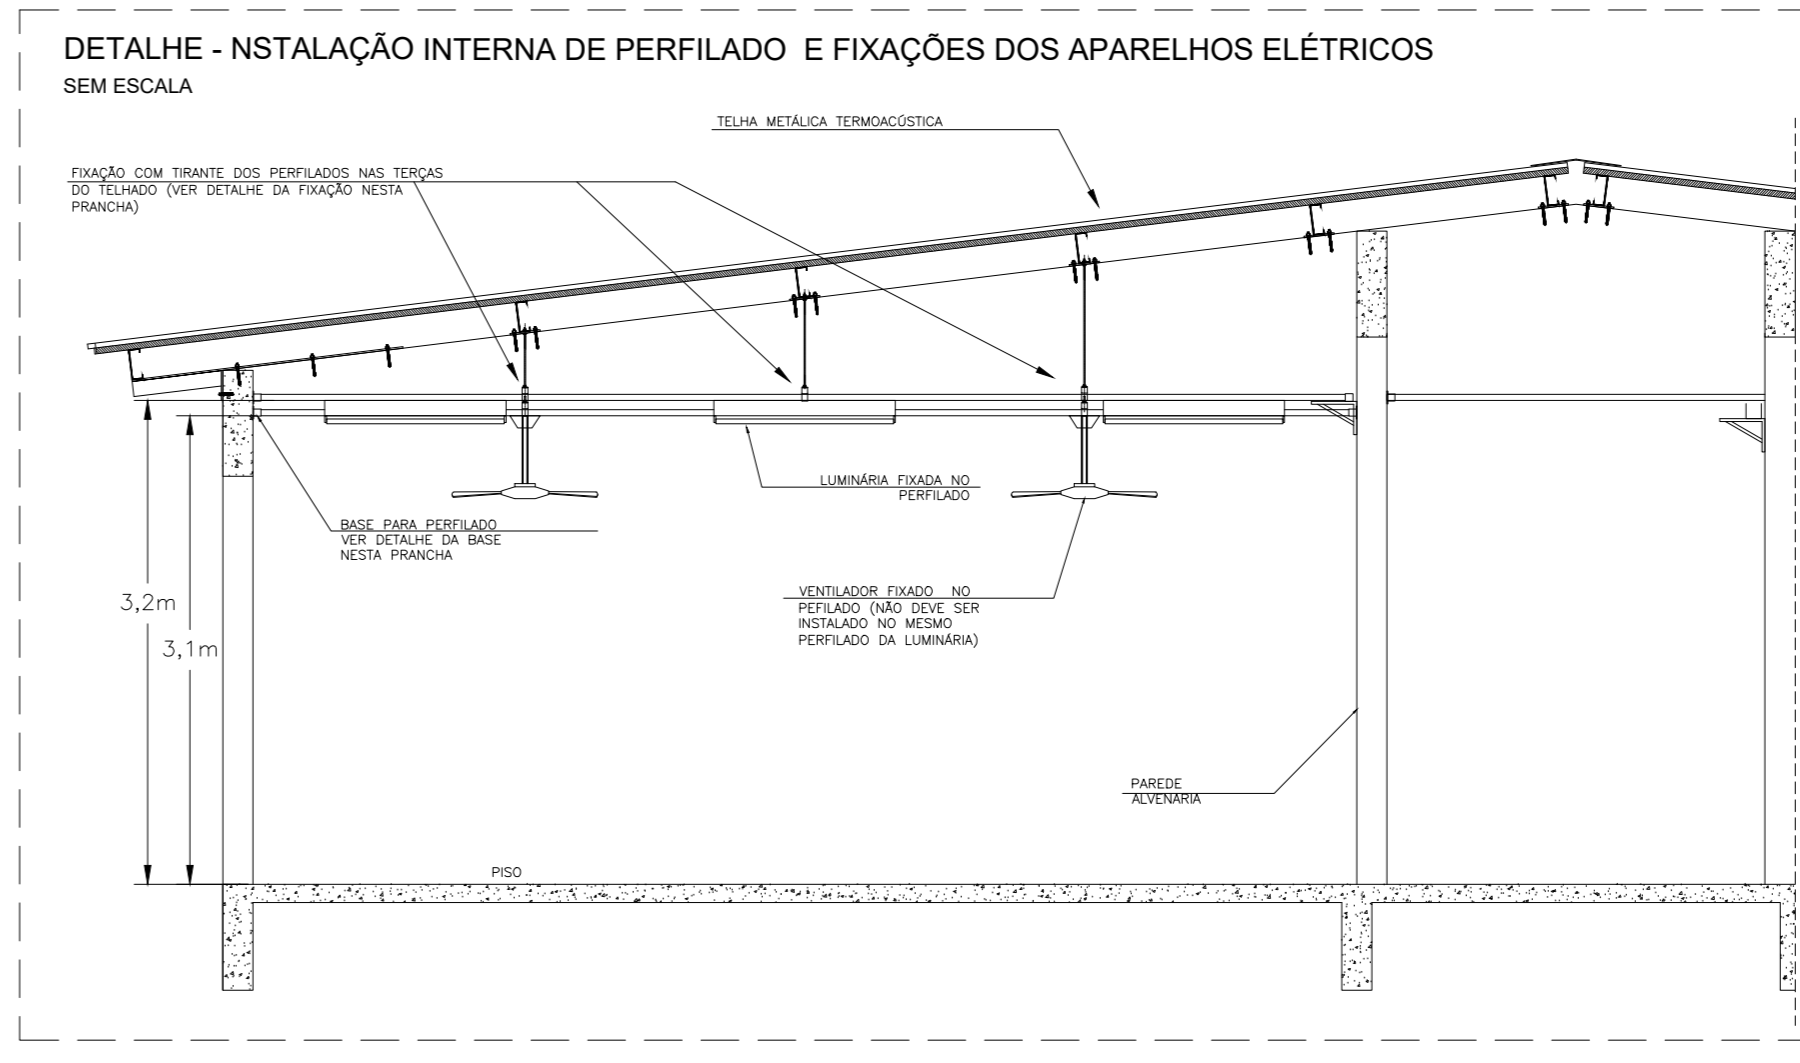 DETALHE - NSTALAÇÃO INTERNA DE PERFILADO E FIXAÇÕES DOS APARELHOS ELÉTRICOS
SEM ESCALA
TELHA METÁLICA TERMOACÚSTICA
FIXAÇÃO COM TIRANTE DOS PERFILADOS NAS TERÇAS
DO TELHADO (VER DETALHE DA FIXAÇÃO NESTA
PRANCHA)
LUMINÁRIA FIXADA NO
PERFILADO
BASE PARA PERFILADO
VER DETALHE DA BASE
NESTA PRANCHA
VENTILADOR FIXADO NO
PEFILADO (NÃO DEVE SER
INSTALADO NO MESMO
PERFILADO DA LUMINÁRIA)
3,2m
3,1m
PAREDE
ALVENARIA
PISO